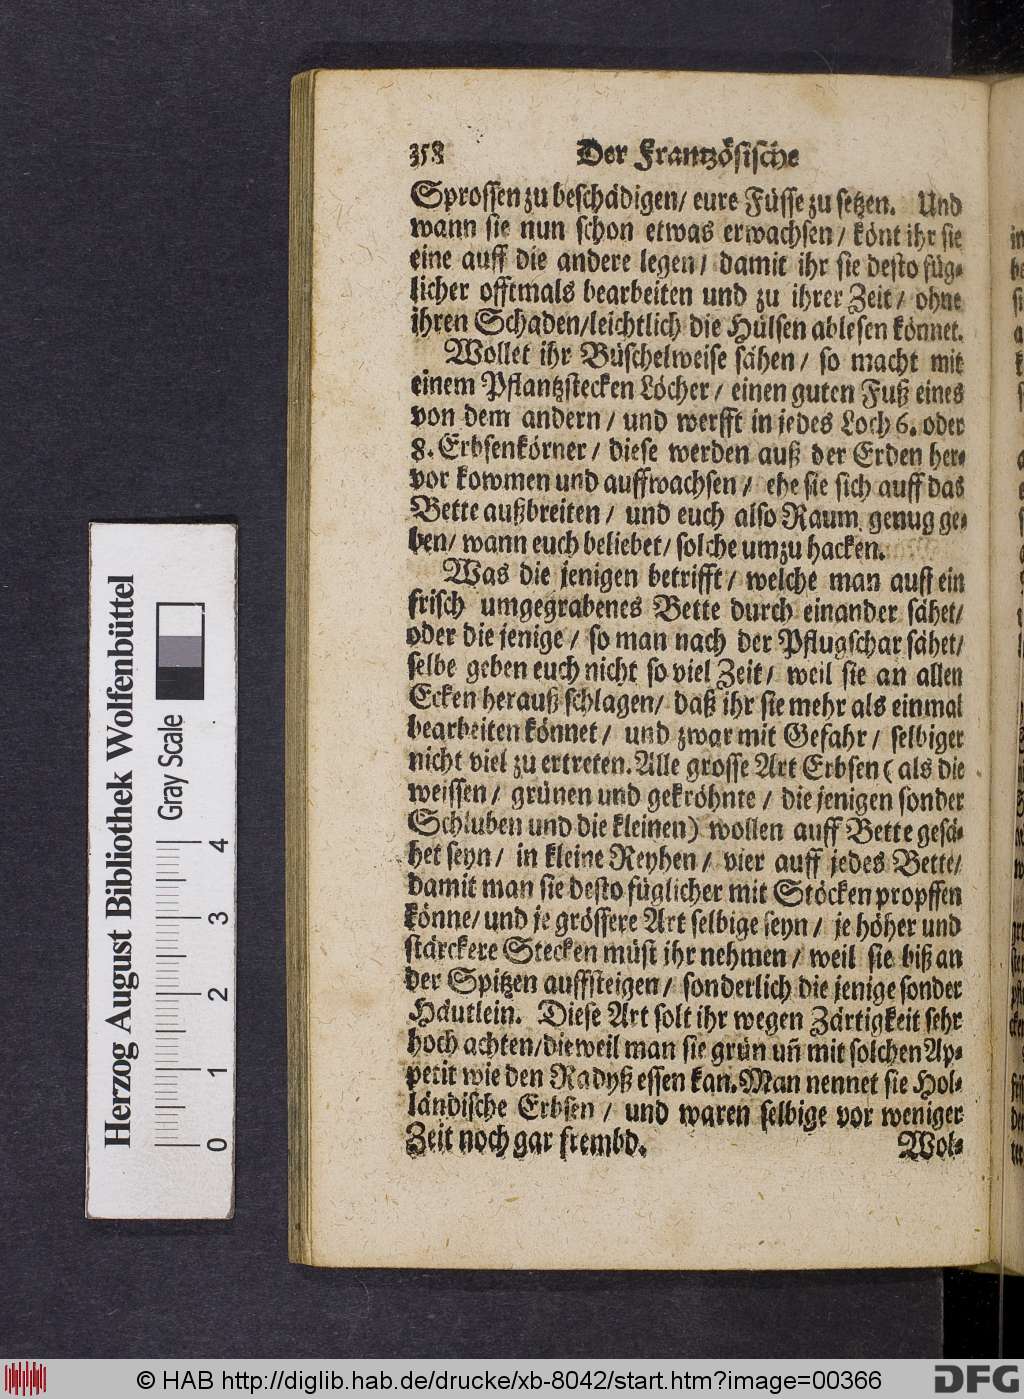 358 Der Frantzösische
Sprossen zu beschädigen/ eure Füsse zu setzen. Und
wann sie nun schon etwas erwachsen/ könt ihr sie
eine auff die andere legen/ damit ihr sie desto füg-
licher offtmals bearbeiten und zu ihrer Zeit/ ohne
ihren Schaden/leichtlich die Hülsen ablesen könnet.
Wollet ihr Büschelweise sähen/ so macht mit
einem Pflantzstecken Löcher/ einen guten Fuß eines
von dem andern/ und werfft in jedes Loch 6. oder
8. Erbsenkörner/ diese werden auß der Erden her-
vor kommen und auffwachsen/ ehe sie sich auff das
Bette außbreiten/ und euch also Raum genug ge-
ben/ wann euch beliebet/ solche umzu hacken.
Was die jenigen betrifft/ welche man auff ein
frisch umgegrabenes Bette durch einander sähet/
oder die jenige/ so man nach der Pflugschar sähet/
selbe geben euch nicht so viel Zeit/ weil sie an allen
Ecken herauß schlagen/ daß ihr sie mehr als einmal
bearbeiten könnet/ und zwar mit Gefahr/ selbiger
nicht viel zu ertreten. Alle grosse Art Erbsen (als die
weissen/ grünen und gekröhnte/ die jenigen sonder
Schluben und die kleinen) wollen auff Bette gesä-
het seyn/ in kleine Reyhen/ vier auff jedes Bette/
damit man sie desto füglicher mit Stöcken propffen
könne/ und je grössere Art selbige seyn/ je höher und
stärckere Stecken müst ihr nehmen/ weil sie biß an
der Spitzen auffsteigen/ sonderlich die jenige sonder
Häutlein. Diese Art solt ihr wegen Zärtigkeit sehr
hoch achten/dieweil man sie grün uñ mit solchen Ap-
petit wie den Radyß essen kan. Man nennet sie Hol-
ländische Erbsen/ und waren selbige vor weniger
Zeit noch gar frembd. Wol-
Herzog August Bibliothek Wolfenbüttel
Gray Scale
0 1 2 3 4
© HAB http://diglib.hab.de/drucke/xb-8042/start.htm?image=00366
DFG